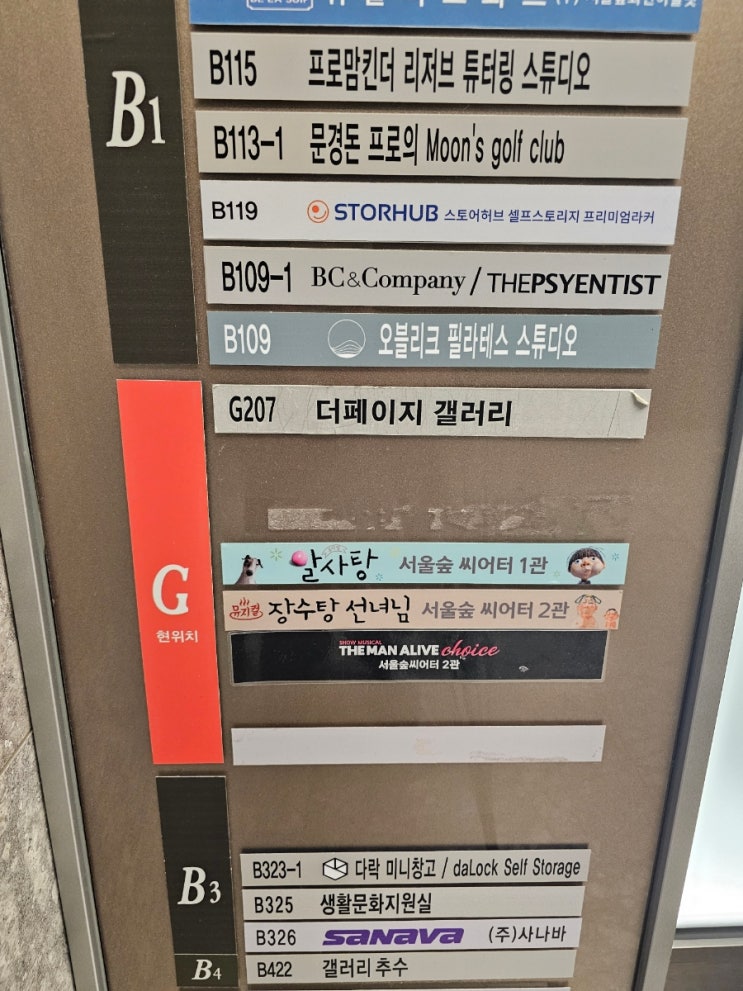 B1
B115 프로맘킨더 리저브 튜터링 스튜디오
B113-1 문경돈 프로의 Moon's golf club
B119 STORHUB 스토어허브 셀프스토리지 프리미엄라커
B109-1 BC&Company / THEPSYENTIST
B109 오블리크 필라테스 스튜디오
G
현위치
G207 더페이지 갤러리
알사탕 서울숲 씨어터 1관
뮤지컬 장수탕 선녀님 서울숲 씨어터 2관
SHOW MUSICAL
THE MAN ALIVE choice
서울숲씨어터 2관
B3
B323-1 다락 미니창고 / daLock Self Storage
B325 생활문화지원실
B326 sanava (주)사나바
B4
B422 갤러리 추수